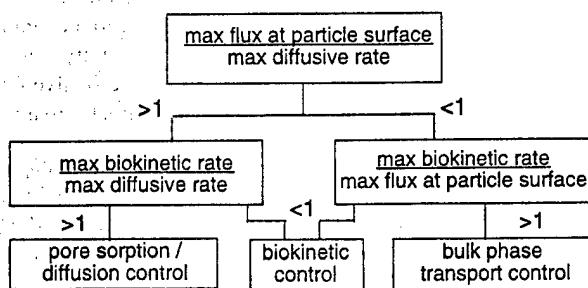 max flux at particle surface
max diffusive rate
>1
<1
max biokinetic rate
max diffusive rate
max biokinetic rate
max flux at particle surface
>1
<1
>1
pore sorption /
diffusion control
biokinetic
control
bulk phase
transport control